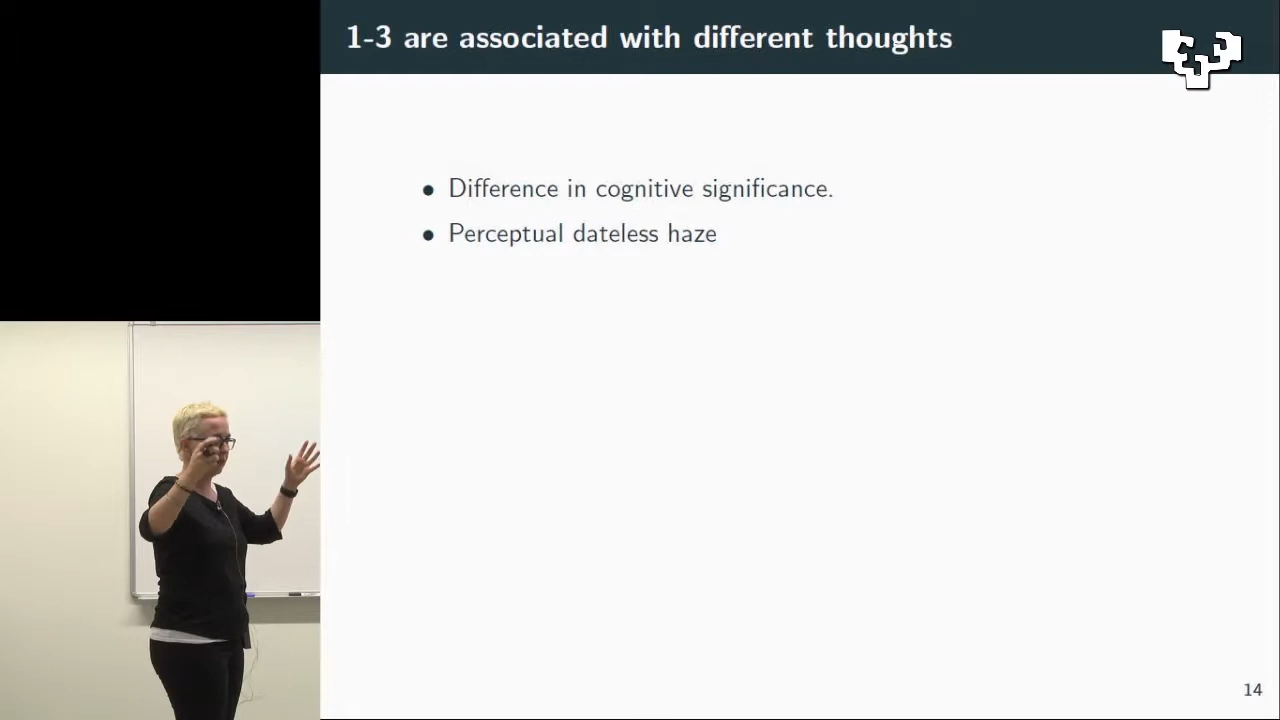 1-3 are associated with different thoughts
• Difference in cognitive significance.
• Perceptual dateless haze
14